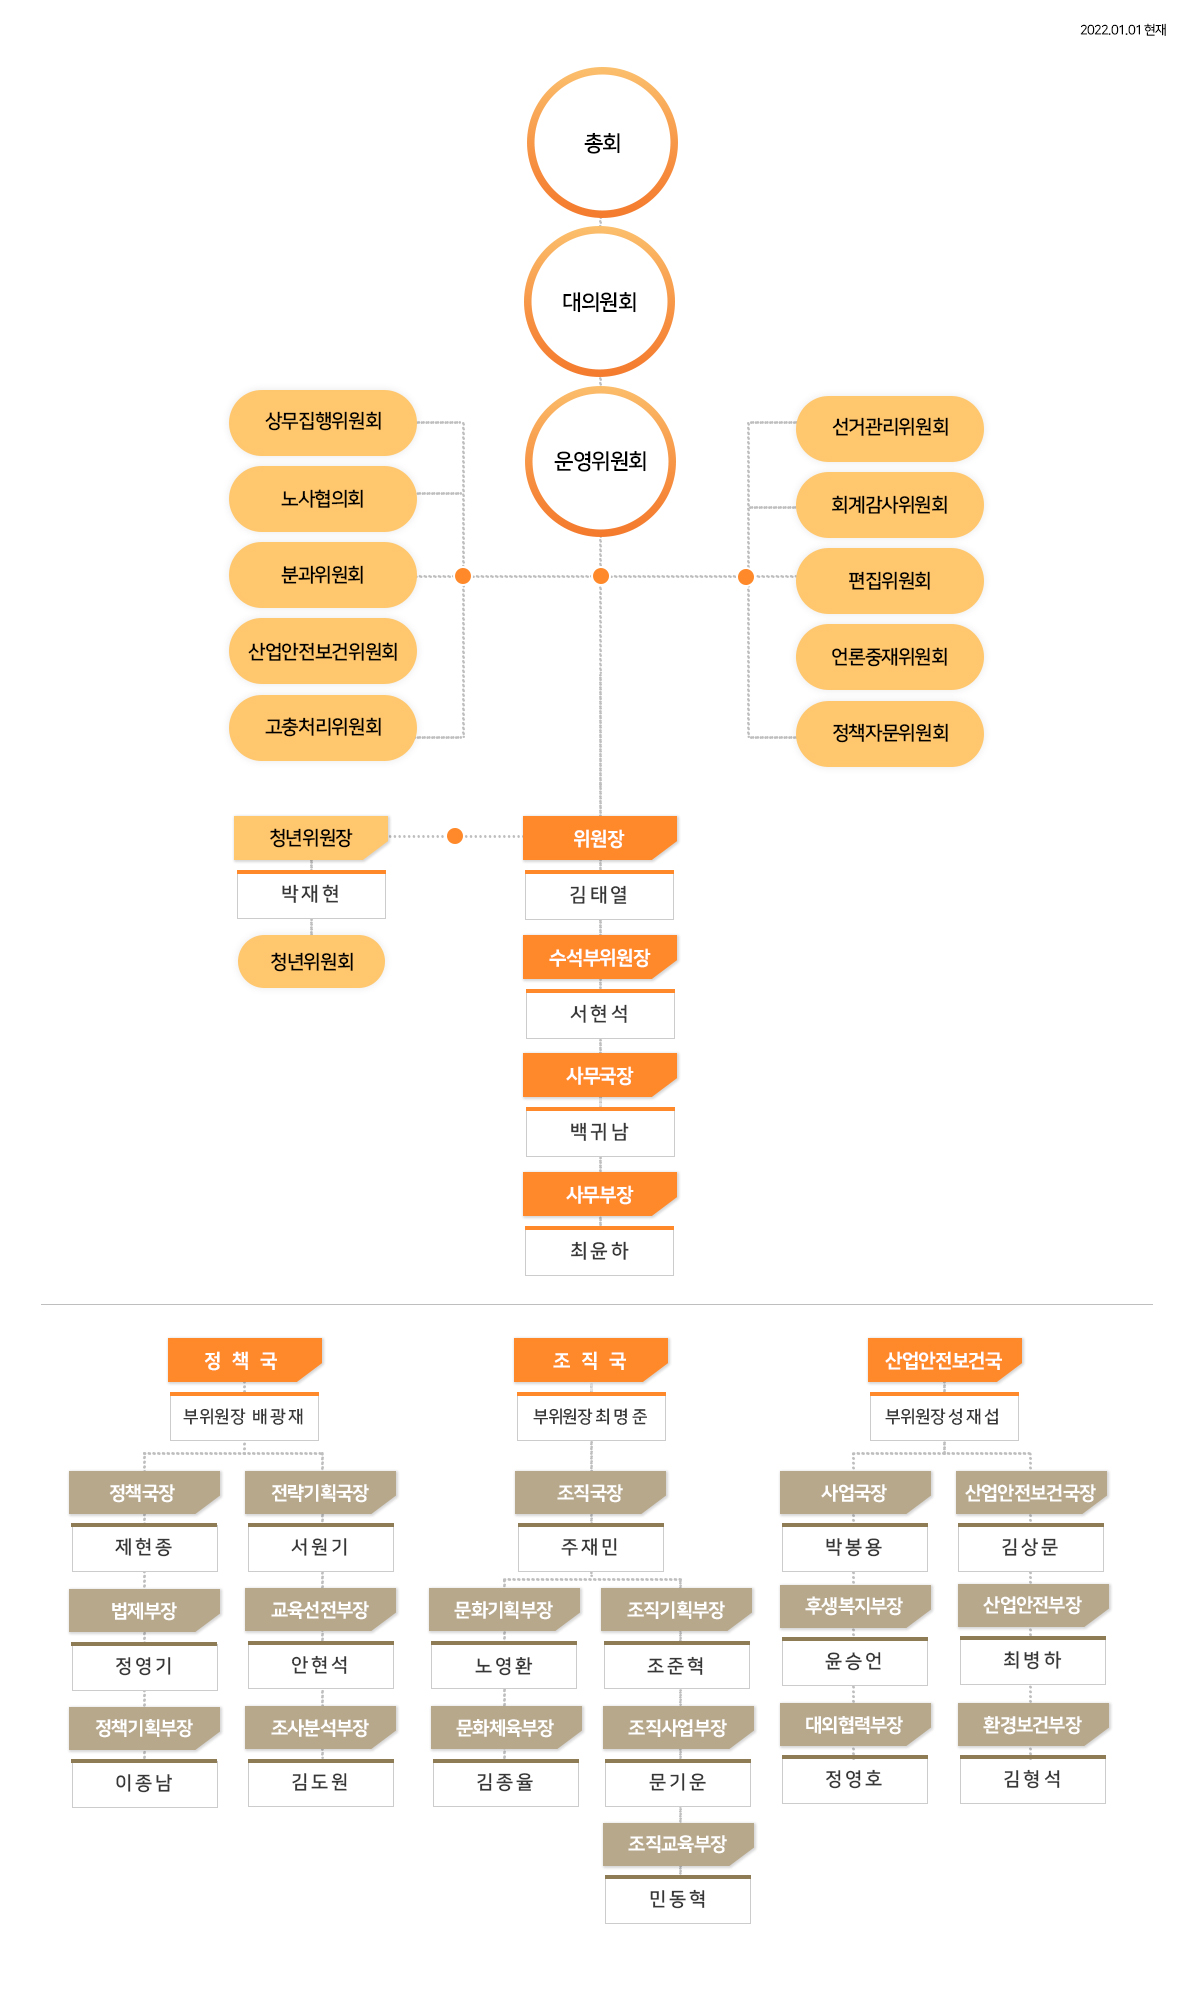 2022.01.01 현재
총회
대의원회
운영위원회
상무집행위원회
노사협의회
분과위원회
산업안전보건위원회
고충처리위원회
선거관리위원회
회계감사위원회
편집위원회
언론중재위원회
정책자문위원회
청년위원장
박재현
청년위원회
위원장
김태열
수석부위원장
서현석
사무국장
백귀남
사무부장
최윤하
정 책 국
부위원장 배광재
정책국장
제현종
법제부장
정영기
정책기획부장
이종남
전략기획국장
서원기
교육선전부장
안현석
조사분석부장
김도원
조 직 국
부위원장 최명준
조직국장
주재민
문화기획부장
노영환
문화체육부장
김종율
조직기획부장
조준혁
조직사업부장
문기운
조직교육부장
민동혁
산업안전보건국
부위원장 성재섭
사업국장
박봉용
후생복지부장
윤승언
대외협력부장
정영호
산업안전보건국장
김상문
산업안전부장
최병하
환경보건부장
김형석